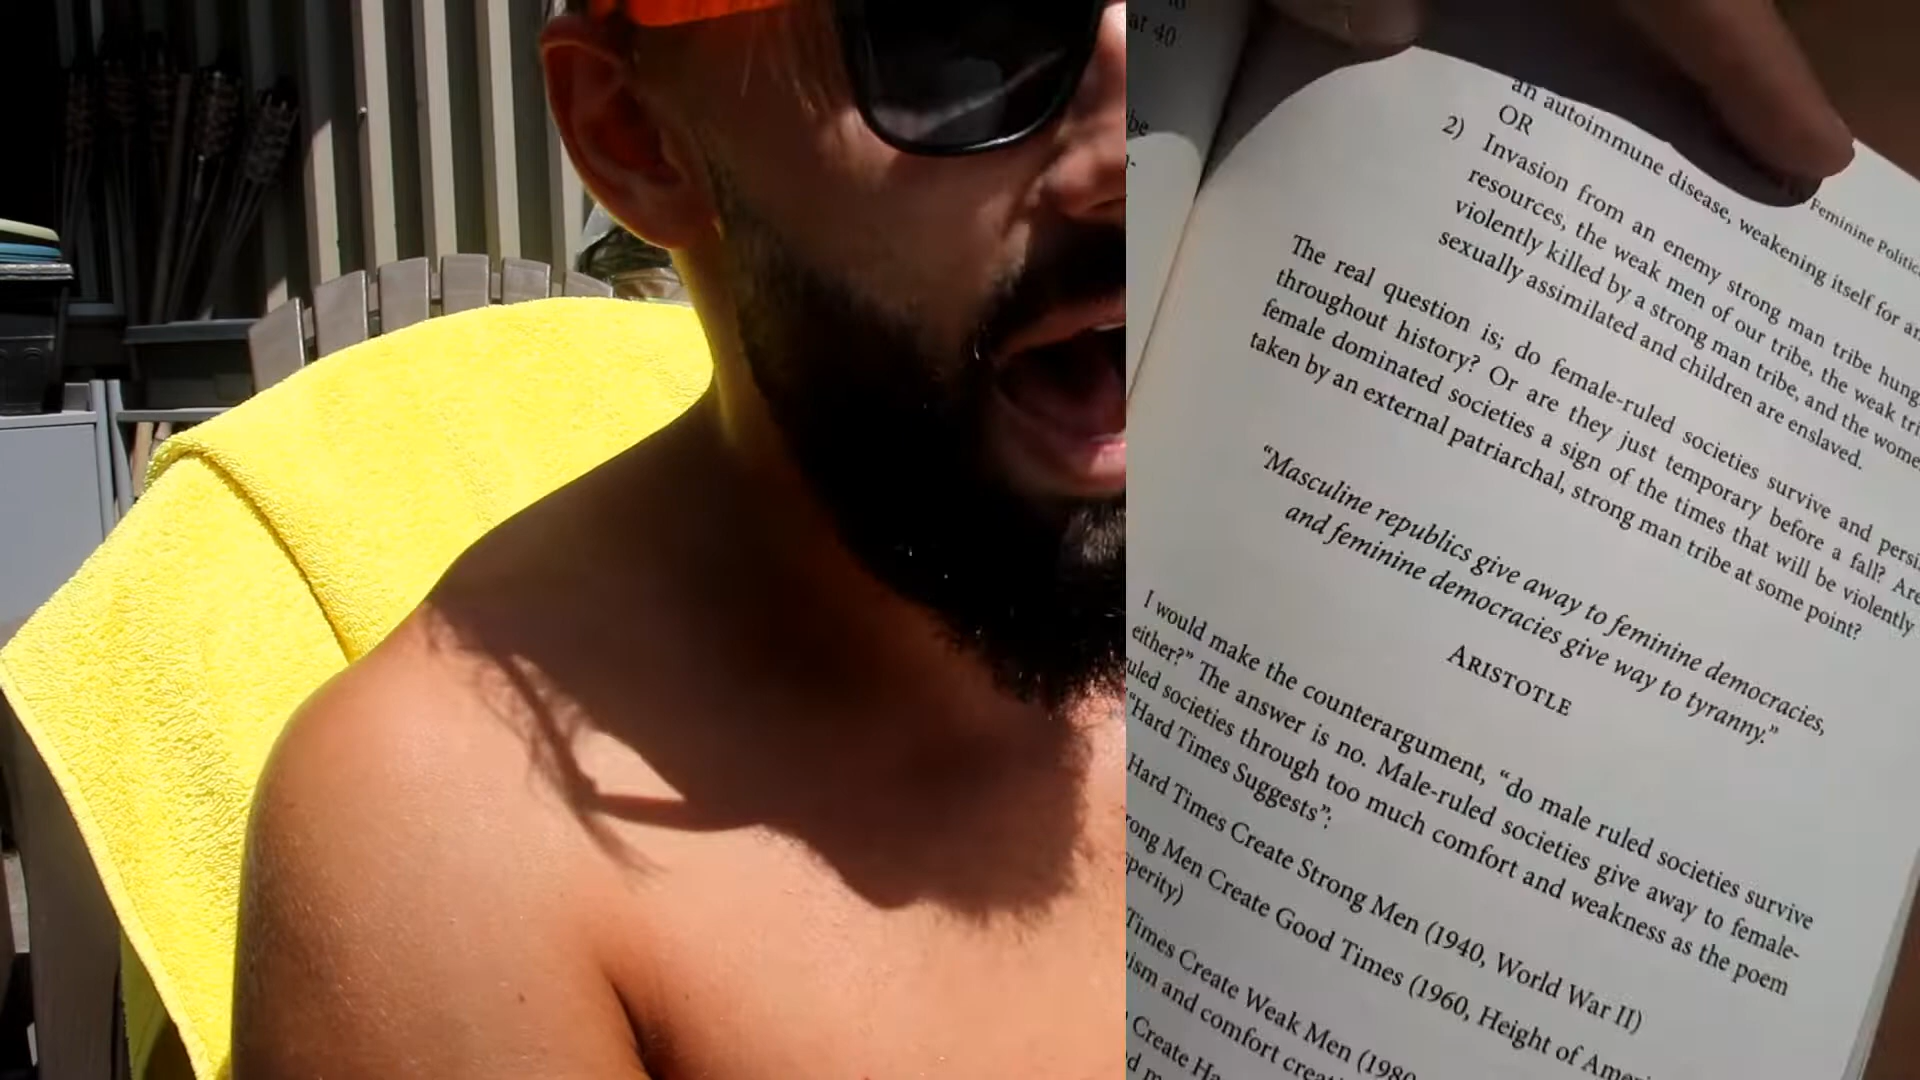 ar 40
be
an autoimmune disease, weakening itself for an
OR
Feminine Politic
2) Invasion from an enemy strong man tribe hung
resources, the weak men of our tribe, the weak tri
violently killed by a strong man tribe, and the wome
sexually assimilated and children are enslaved.
The real question is; do female-ruled societies survive and persi
throughout history? Or are they just temporary before a fall? Are
female dominated societies a sign of the times that will be violently
taken by an external patriarchal, strong man tribe at some point?
“Masculine republics give away to feminine democracies,
and feminine democracies give way to tyranny.”
ARISTOTLE
I would make the counterargument, “do male ruled societies survive
either?” The answer is no. Male-ruled societies give away to female-
uled societies through too much comfort and weakness as the poem
“Hard Times Suggests”:
Hard Times Create Strong Men (1940, World War II)
rong Men Create Good Times (1960, Height of Ameri
sperity)
Times Create Weak Men (1980
ism and comfort creat
Create Ha